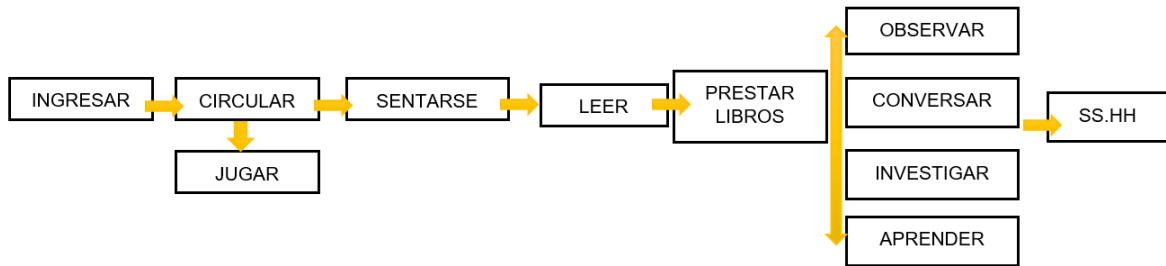 INGRESAR
CIRCULAR
JUGAR
SENTARSE
LEER
PRESTAR
LIBROS
OBSERVAR
CONVERSAR
INVESTIGAR
APRENDER
SS.HH